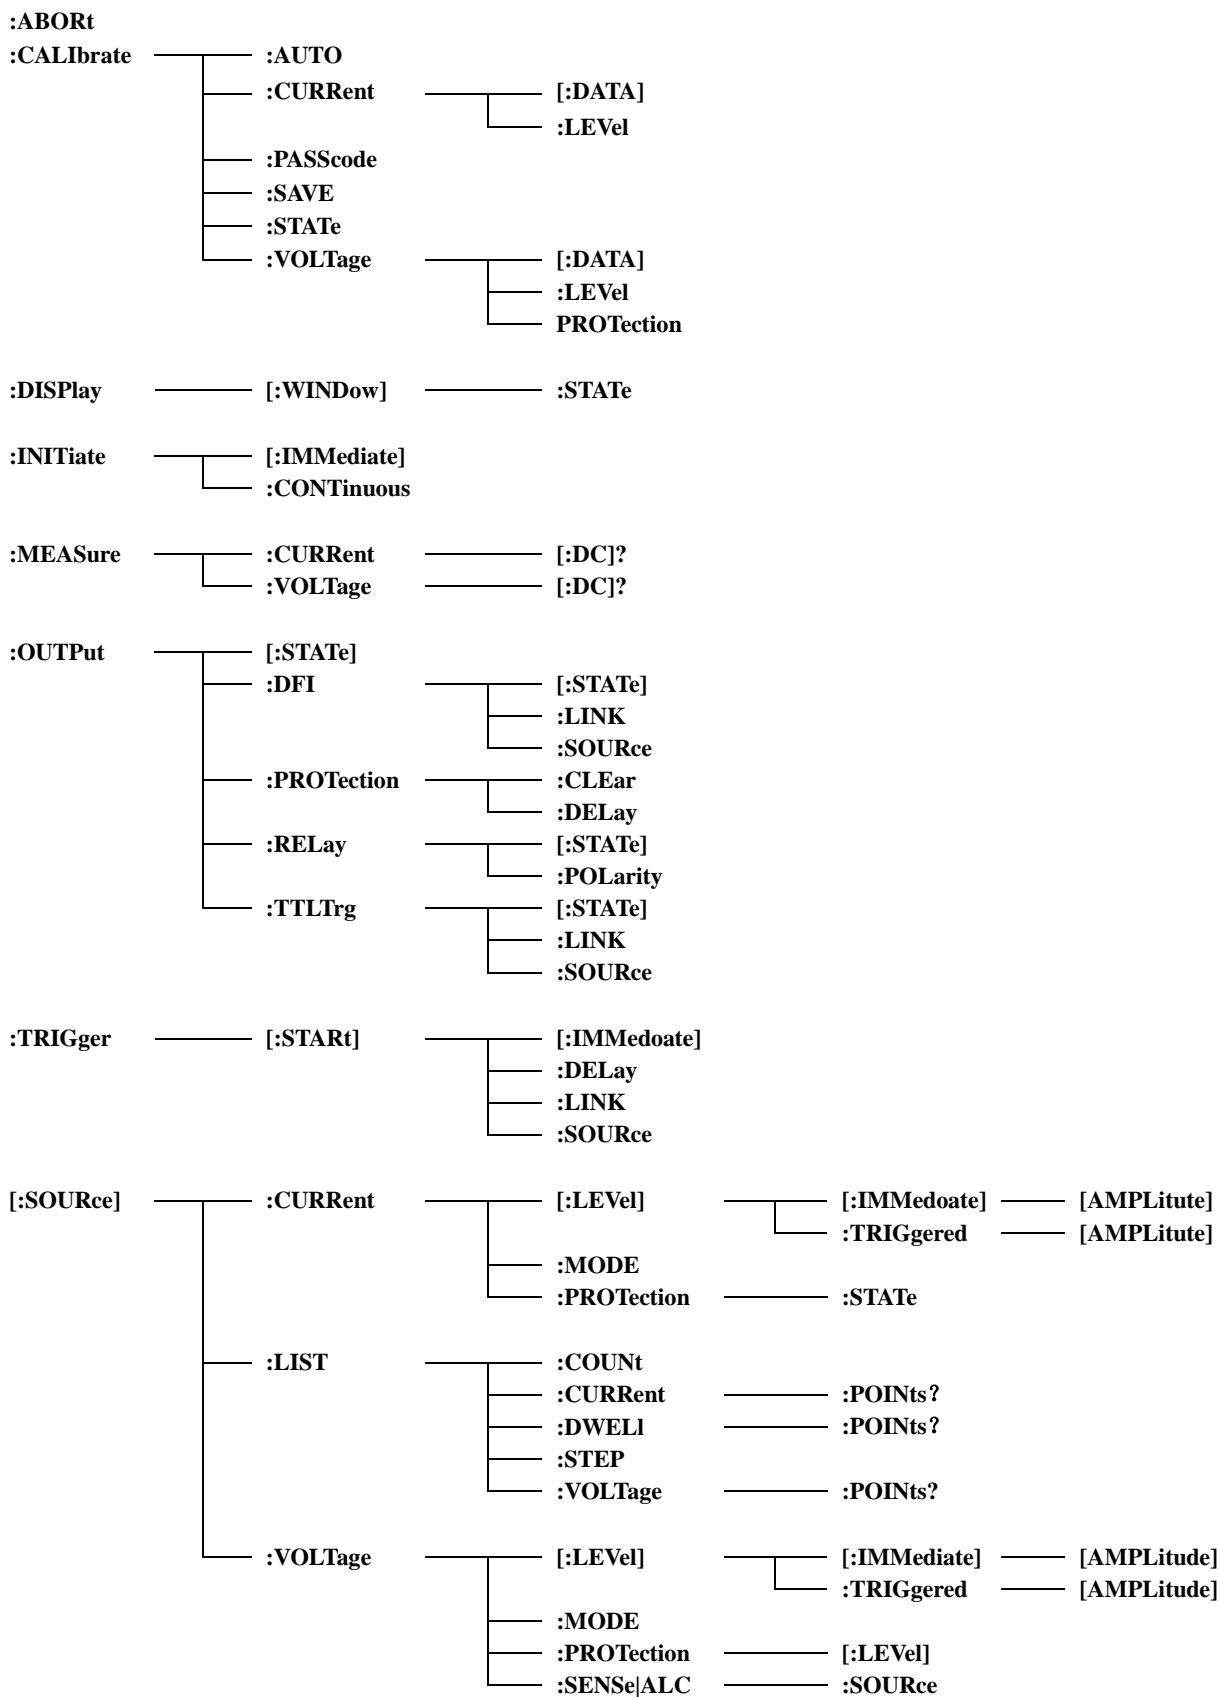 :ABORt
:CALIbrate :AUTO
:CURRent [:DATA]
:LEVel
:PASScode
:SAVE
:STATe
:VOLTage [:DATA]
:LEVel
PROTection
:DISPlay [:WINDow] :STATe
:INITiate [:IMMediate]
:CONTinuous
:MEASure :CURRent [:DC]?
:VOLTage [:DC]?
:OUTPut [:STATe]
:DFI [:STATe]
:LINK
:SOURce
:PROTection :CLEar
:DELay
:RELay [:STATe]
:POLarity
:TTLTrg [:STATe]
:LINK
:SOURce
:TRIGger [:STARt] [:IMMedoate]
:DELay
:LINK
:SOURce
[:SOURce] :CURRent [:LEVel] [:IMMedoate] [AMPLitute]
:TRIGgered [AMPLitute]
:MODE
:PROTection :STATe
:LIST :COUNt
:CURRent :POINts？
:DWELl :POINts？
:STEP
:VOLTage :POINts?
:VOLTage [:LEVel] [:IMMediate] [AMPLitude]
:TRIGgered [AMPLitude]
:MODE
:PROTection [:LEVel]
:SENSe|ALC :SOURce